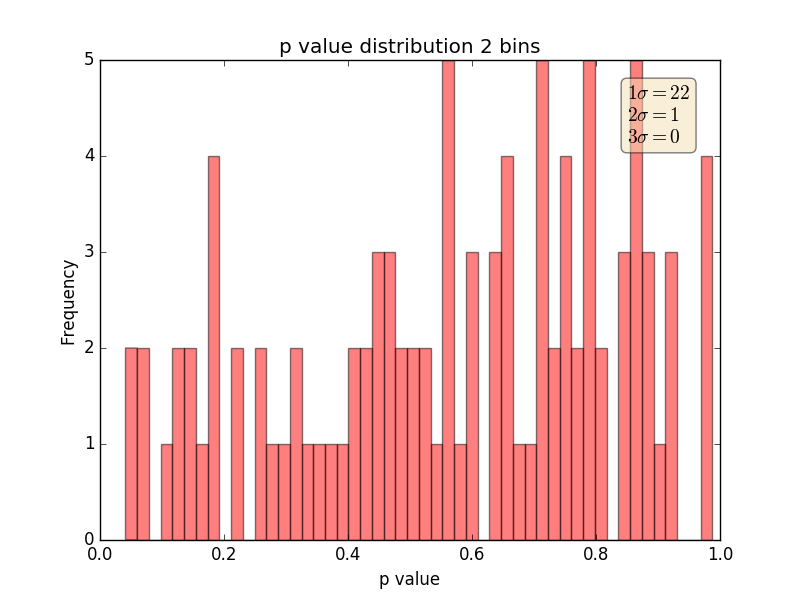 p value distribution 2 bins
1σ = 22
2σ = 1
3σ = 0
5
4
3
2
1
0
Frequency
0.0 0.2 0.4 0.6 0.8 1.0
p value